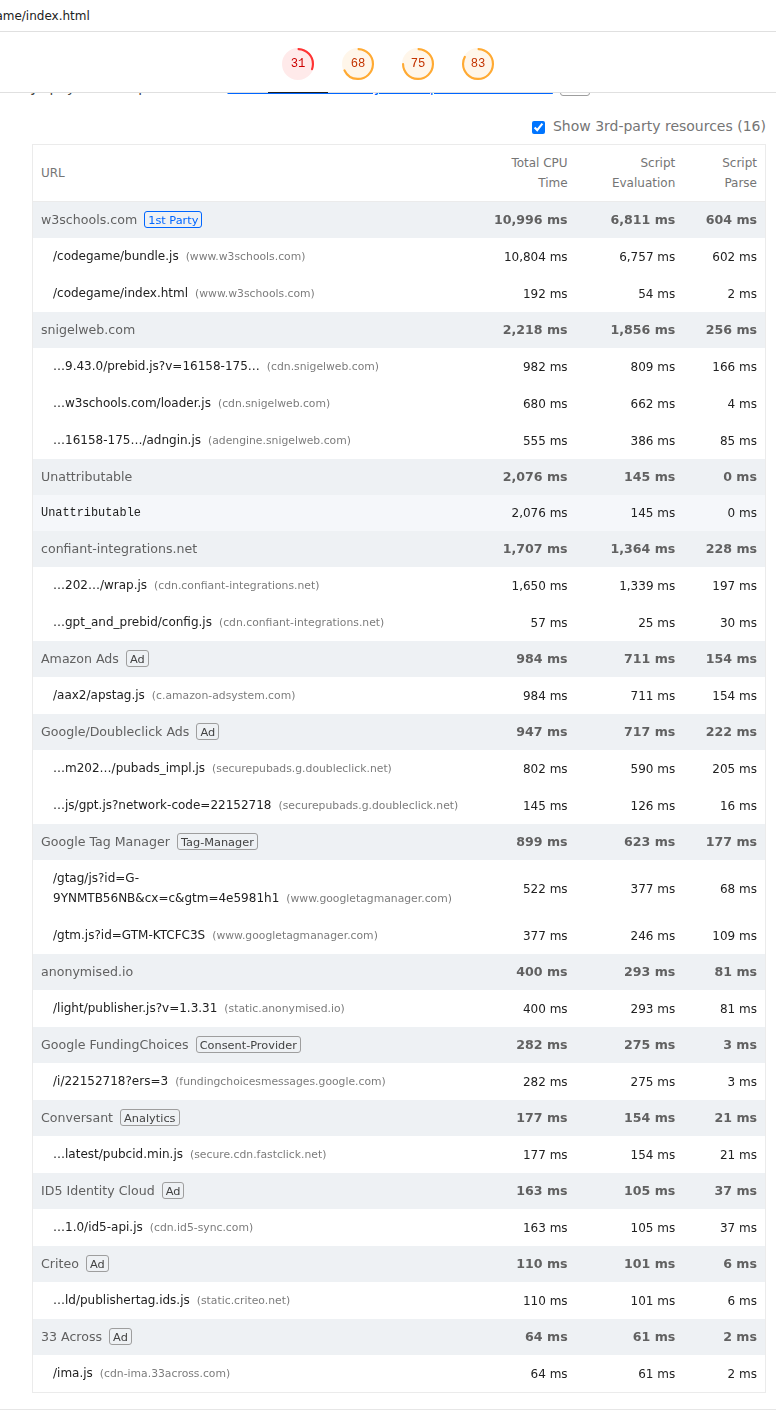 ame/index.html
31 68 75 83
Show 3rd-party resources (16)
URL Total CPU Time Script Evaluation Script Parse
w3schools.com 1st Party 10,996 ms 6,811 ms 604 ms
/codegame/bundle.js (www.w3schools.com) 10,804 ms 6,757 ms 602 ms
/codegame/index.html (www.w3schools.com) 192 ms 54 ms 2 ms
snigelweb.com 2,218 ms 1,856 ms 256 ms
…9.43.0/prebid.js?v=16158-175… (cdn.snigelweb.com) 982 ms 809 ms 166 ms
…w3schools.com/loader.js (cdn.snigelweb.com) 680 ms 662 ms 4 ms
…16158-175…/adngin.js (adengine.snigelweb.com) 555 ms 386 ms 85 ms
Unattributable 2,076 ms 145 ms 0 ms
Unattributable 2,076 ms 145 ms 0 ms
confiant-integrations.net 1,707 ms 1,364 ms 228 ms
…202…/wrap.js (cdn.confiant-integrations.net) 1,650 ms 1,339 ms 197 ms
…gpt_and_prebid/config.js (cdn.confiant-integrations.net) 57 ms 25 ms 30 ms
Amazon Ads Ad 984 ms 711 ms 154 ms
/aax2/apstag.js (c.amazon-adsystem.com) 984 ms 711 ms 154 ms
Google/Doubleclick Ads Ad 947 ms 717 ms 222 ms
…m202…/pubads_impl.js (securepubads.g.doubleclick.net) 802 ms 590 ms 205 ms
…js/gpt.js?network-code=22152718 (securepubads.g.doubleclick.net) 145 ms 126 ms 16 ms
Google Tag Manager Tag-Manager 899 ms 623 ms 177 ms
/gtag/js?id=G-
9YNMTB56NB&cx=c&gtm=4e5981h1 (www.googletagmanager.com) 522 ms 377 ms 68 ms
/gtm.js?id=GTM-KTCFC3S (www.googletagmanager.com) 377 ms 246 ms 109 ms
anonymised.io 400 ms 293 ms 81 ms
/light/publisher.js?v=1.3.31 (static.anonymised.io) 400 ms 293 ms 81 ms
Google FundingChoices Consent-Provider 282 ms 275 ms 3 ms
/i/22152718?ers=3 (fundingchoicesmessages.google.com) 282 ms 275 ms 3 ms
Conversant Analytics 177 ms 154 ms 21 ms
…latest/pubcid.min.js (secure.cdn.fastclick.net) 177 ms 154 ms 21 ms
ID5 Identity Cloud Ad 163 ms 105 ms 37 ms
…1.0/id5-api.js (cdn.id5-sync.com) 163 ms 105 ms 37 ms
Criteo Ad 110 ms 101 ms 6 ms
…ld/publishertag.ids.js (static.criteo.net) 110 ms 101 ms 6 ms
33 Across Ad 64 ms 61 ms 2 ms
/ima.js (cdn-ima.33across.com) 64 ms 61 ms 2 ms